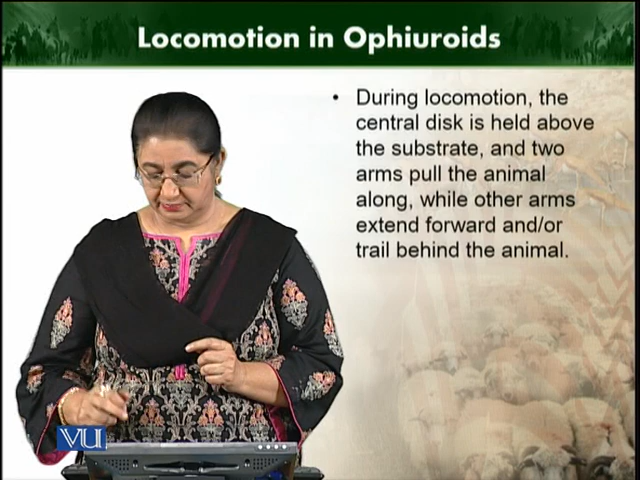 Locomotion in Ophiuroids
• During locomotion, the
central disk is held above
the substrate, and two
arms pull the animal
along, while other arms
extend forward and/or
trail behind the animal.
VU